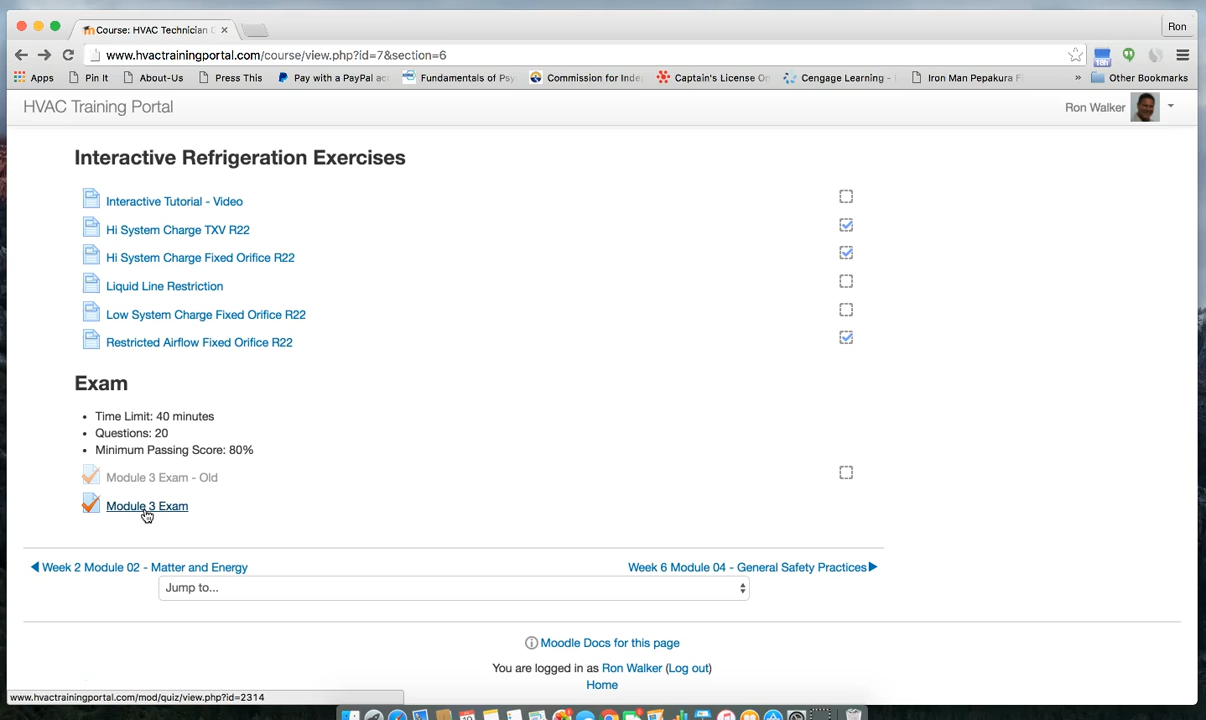 Course: HVAC Technician
Ron
www.hvactrainingportal.com/course/view.php?id=7&section=6
Apps Pin It About-Us Press This Pay with a PayPal ac Fundamentals of Psy Commission for Inde Captain's License On Cengage Learning - Iron Man Pepakura F » Other Bookmarks
18h
HVAC Training Portal
Ron Walker
Interactive Refrigeration Exercises
Interactive Tutorial - Video
Hi System Charge TXV R22
Hi System Charge Fixed Orifice R22
Liquid Line Restriction
Low System Charge Fixed Orifice R22
Restricted Airflow Fixed Orifice R22
Exam
• Time Limit: 40 minutes
• Questions: 20
• Minimum Passing Score: 80%
Module 3 Exam - Old
Module 3 Exam
◀ Week 2 Module 02 - Matter and Energy
Week 6 Module 04 - General Safety Practices ▶
Jump to...
Moodle Docs for this page
You are logged in as Ron Walker (Log out)
Home
www.hvactrainingportal.com/mod/quiz/view.php?id=2314